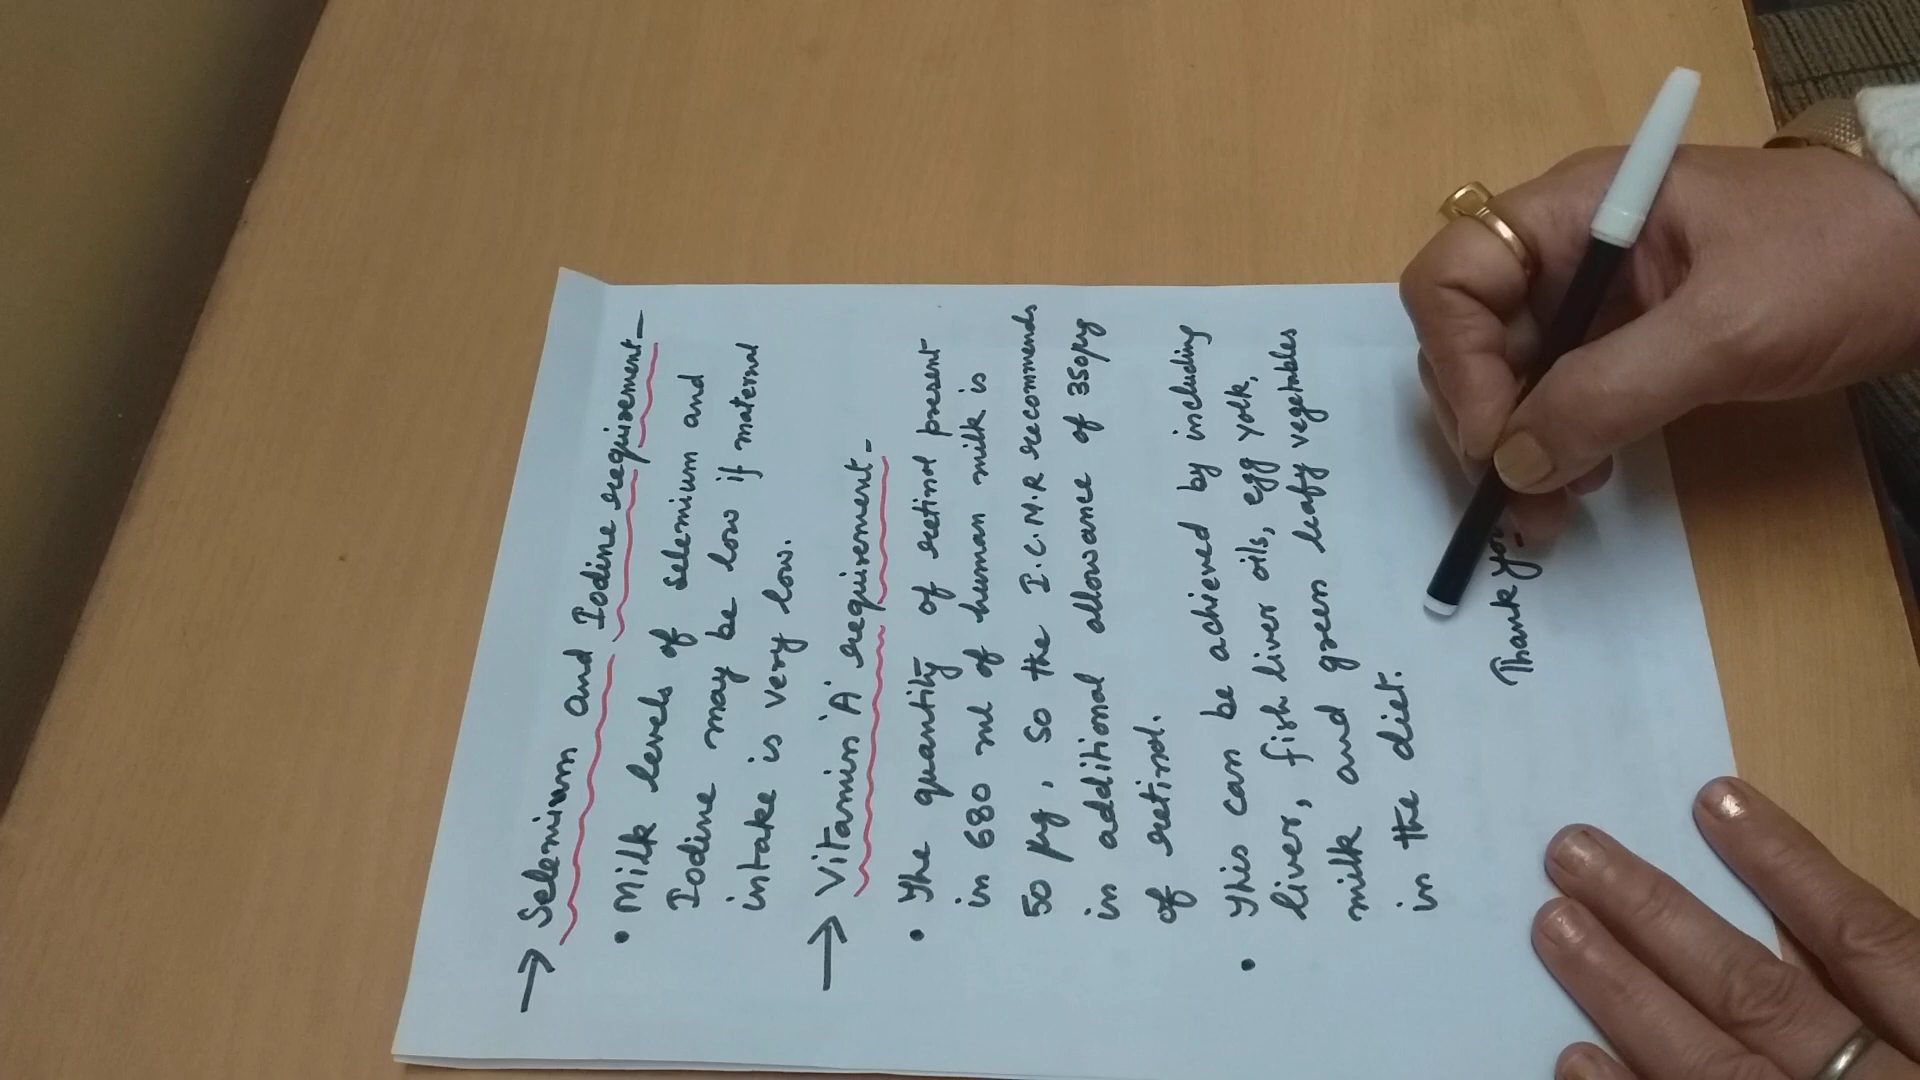 → Selenium and Iodine requirement-
• Milk levels of selenium and
Iodine may be low if maternal
intake is very low.
→ Vitamin 'A' requirement-
• The quantity of retinol present
in 680 ml of human milk is
50 µg, so the I.C.M.R recommends
in additional allowance of 350µg
of retinol.
• This can be achieved by including
liver, fish liver oils, egg yolk,
milk and green leafy vegetables
in the diet.
Thank you